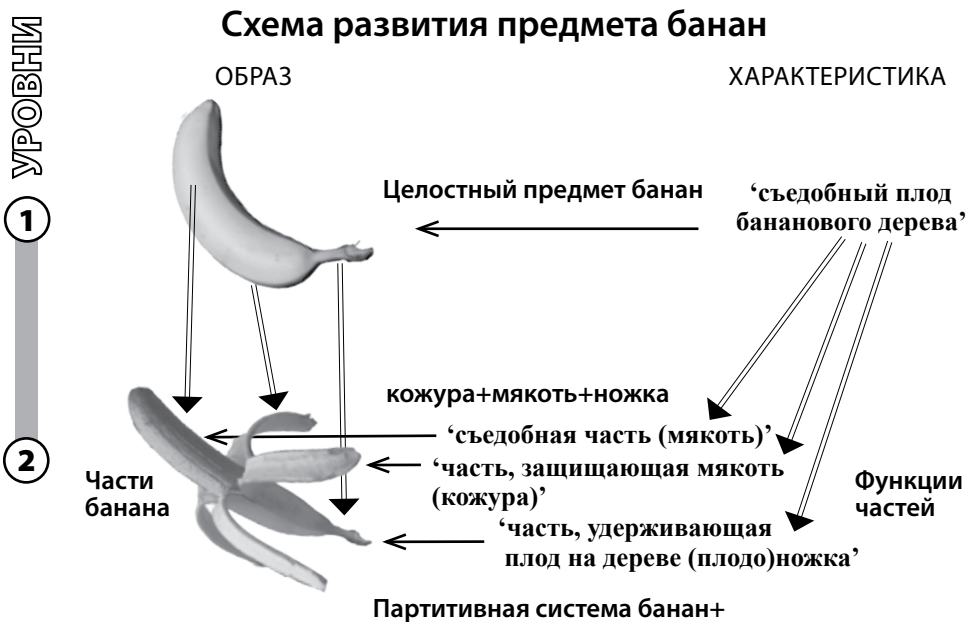 Схема развития предмета банан
УРОВНИ
ОБРАЗ
ХАРАКТЕРИСТИКА
1
Целостный предмет банан
‘съедобный плод
бананового дерева’
кожура+мякоть+ножка
2
‘съедобная часть (мякоть)’
‘часть, защищающая мякоть
(кожура)’
‘часть, удерживающая
плод на дереве (плодо)ножка’
Части
банана
Функции
частей
Партитивная система банан+